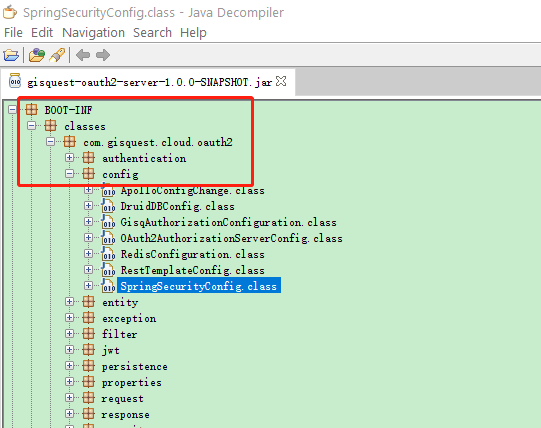 SpringSecurityConfig.class - Java Decompiler
File Edit Navigation Search Help
gisquest-oauth2-server-1.0.0-SNAPSHOT.jar
BOOT-INF
classes
com.gisquest.cloud.oauth2
authentication
config
ApolloConfigChange.class
DruidDBConfig.class
GisqAuthorizationConfiguration.class
OAuth2AuthorizationServerConfig.class
RedisConfiguration.class
RestTemplateConfig.class
SpringSecurityConfig.class
entity
exception
filter
jwt
persistence
properties
request
response